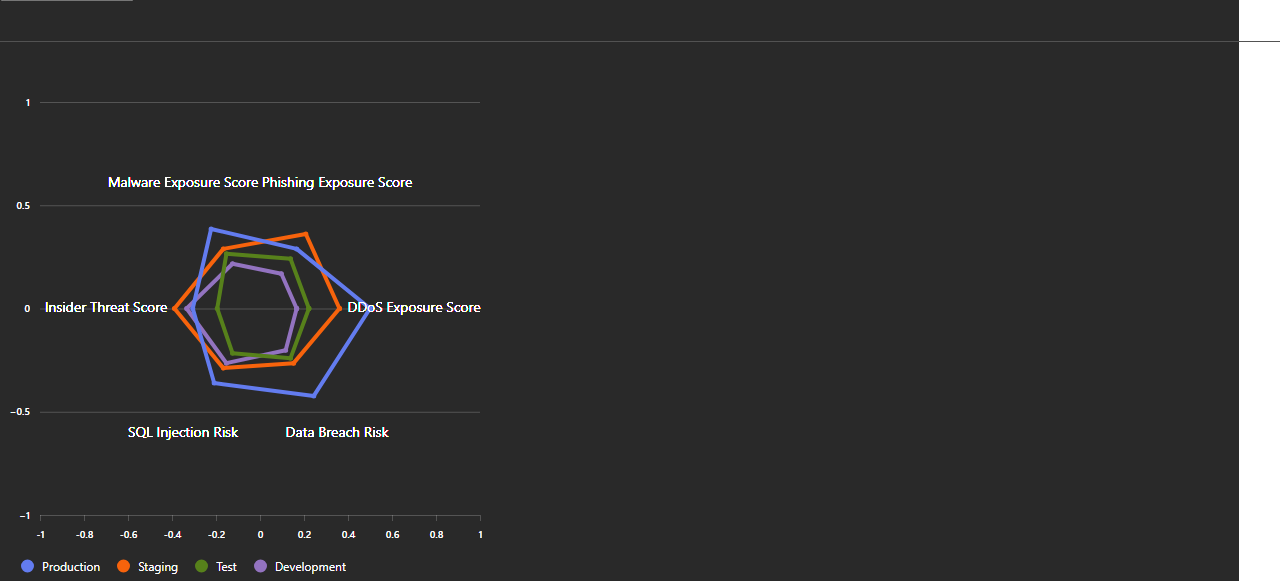 1
Malware Exposure Score Phishing Exposure Score
0.5
0 Insider Threat Score DDoS Exposure Score
−0.5
SQL Injection Risk Data Breach Risk
−1
-1 -0.8 -0.6 -0.4 -0.2 0 0.2 0.4 0.6 0.8 1
Production Staging Test Development